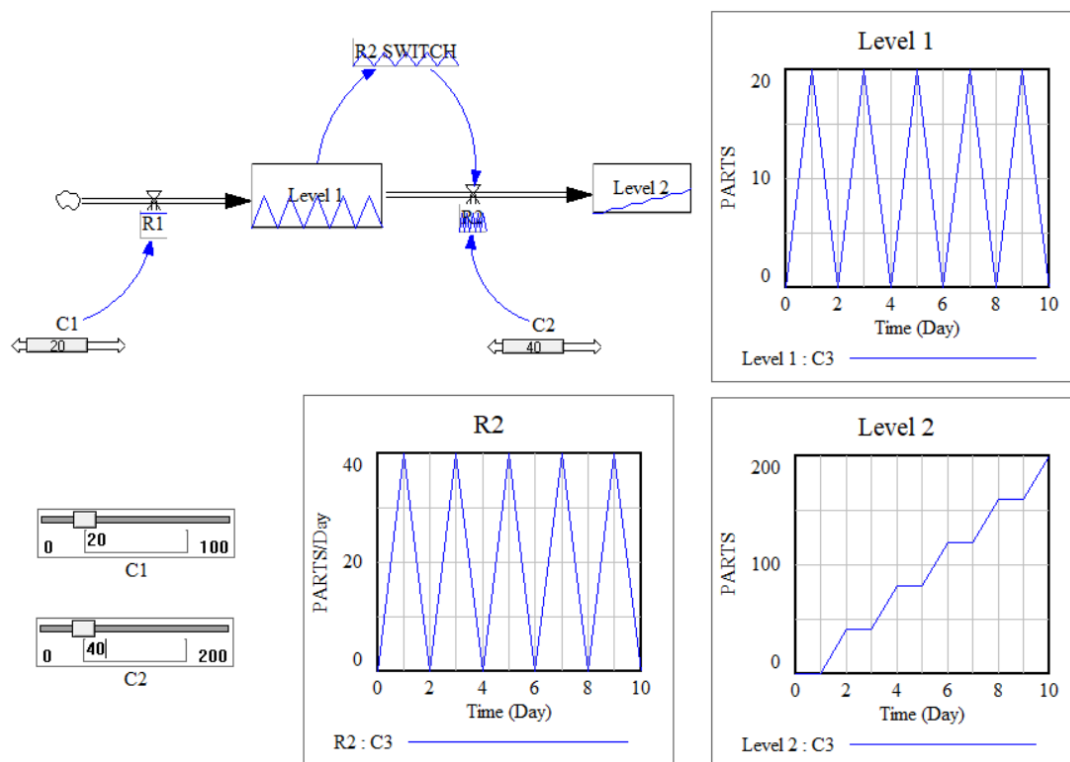 R2 SWITCH
Level 1
Level 2
R1
R2
C1
20
C2
40
Level 1
20
10
0
PARTS
0 2 4 6 8 10
Time (Day)
Level 1 : C3
R2
40
20
0
PARTS/Day
0 2 4 6 8 10
Time (Day)
R2 : C3
Level 2
200
100
0
PARTS
0 2 4 6 8 10
Time (Day)
Level 2 : C3
0 20 100
C1
0 40 200
C2